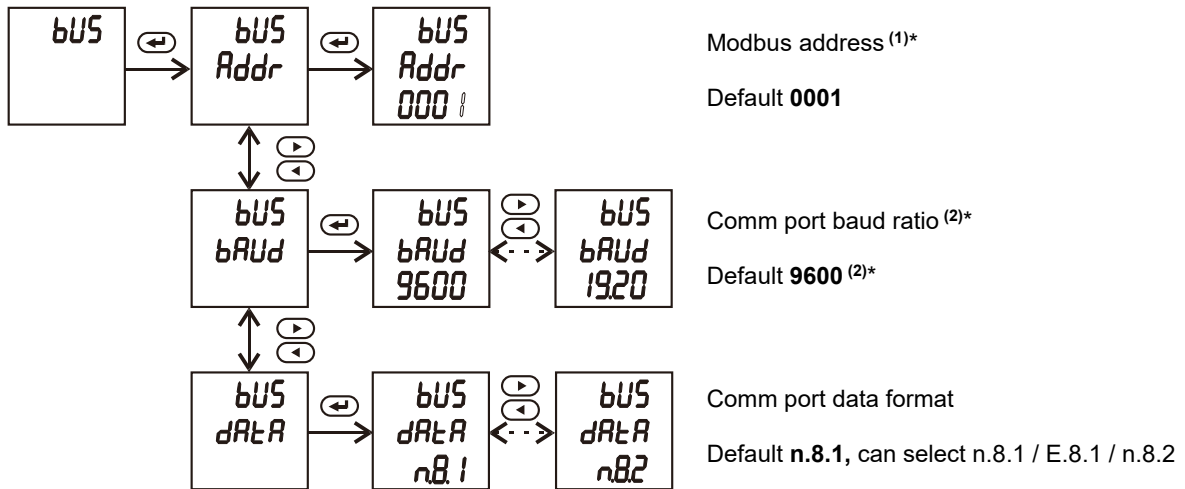 bUS
bUS
Addr
bUS
Addr
0001
Modbus address (1)*
Default 0001
bUS
bAUd
bUS
bAUd
9600
bUS
bAUd
19.20
Comm port baud ratio (2)*
Default 9600 (2)*
bUS
dAtA
bUS
dAtA
n.8.1
bUS
dAtA
n.8.2
Comm port data format
Default n.8.1, can select n.8.1 / E.8.1 / n.8.2